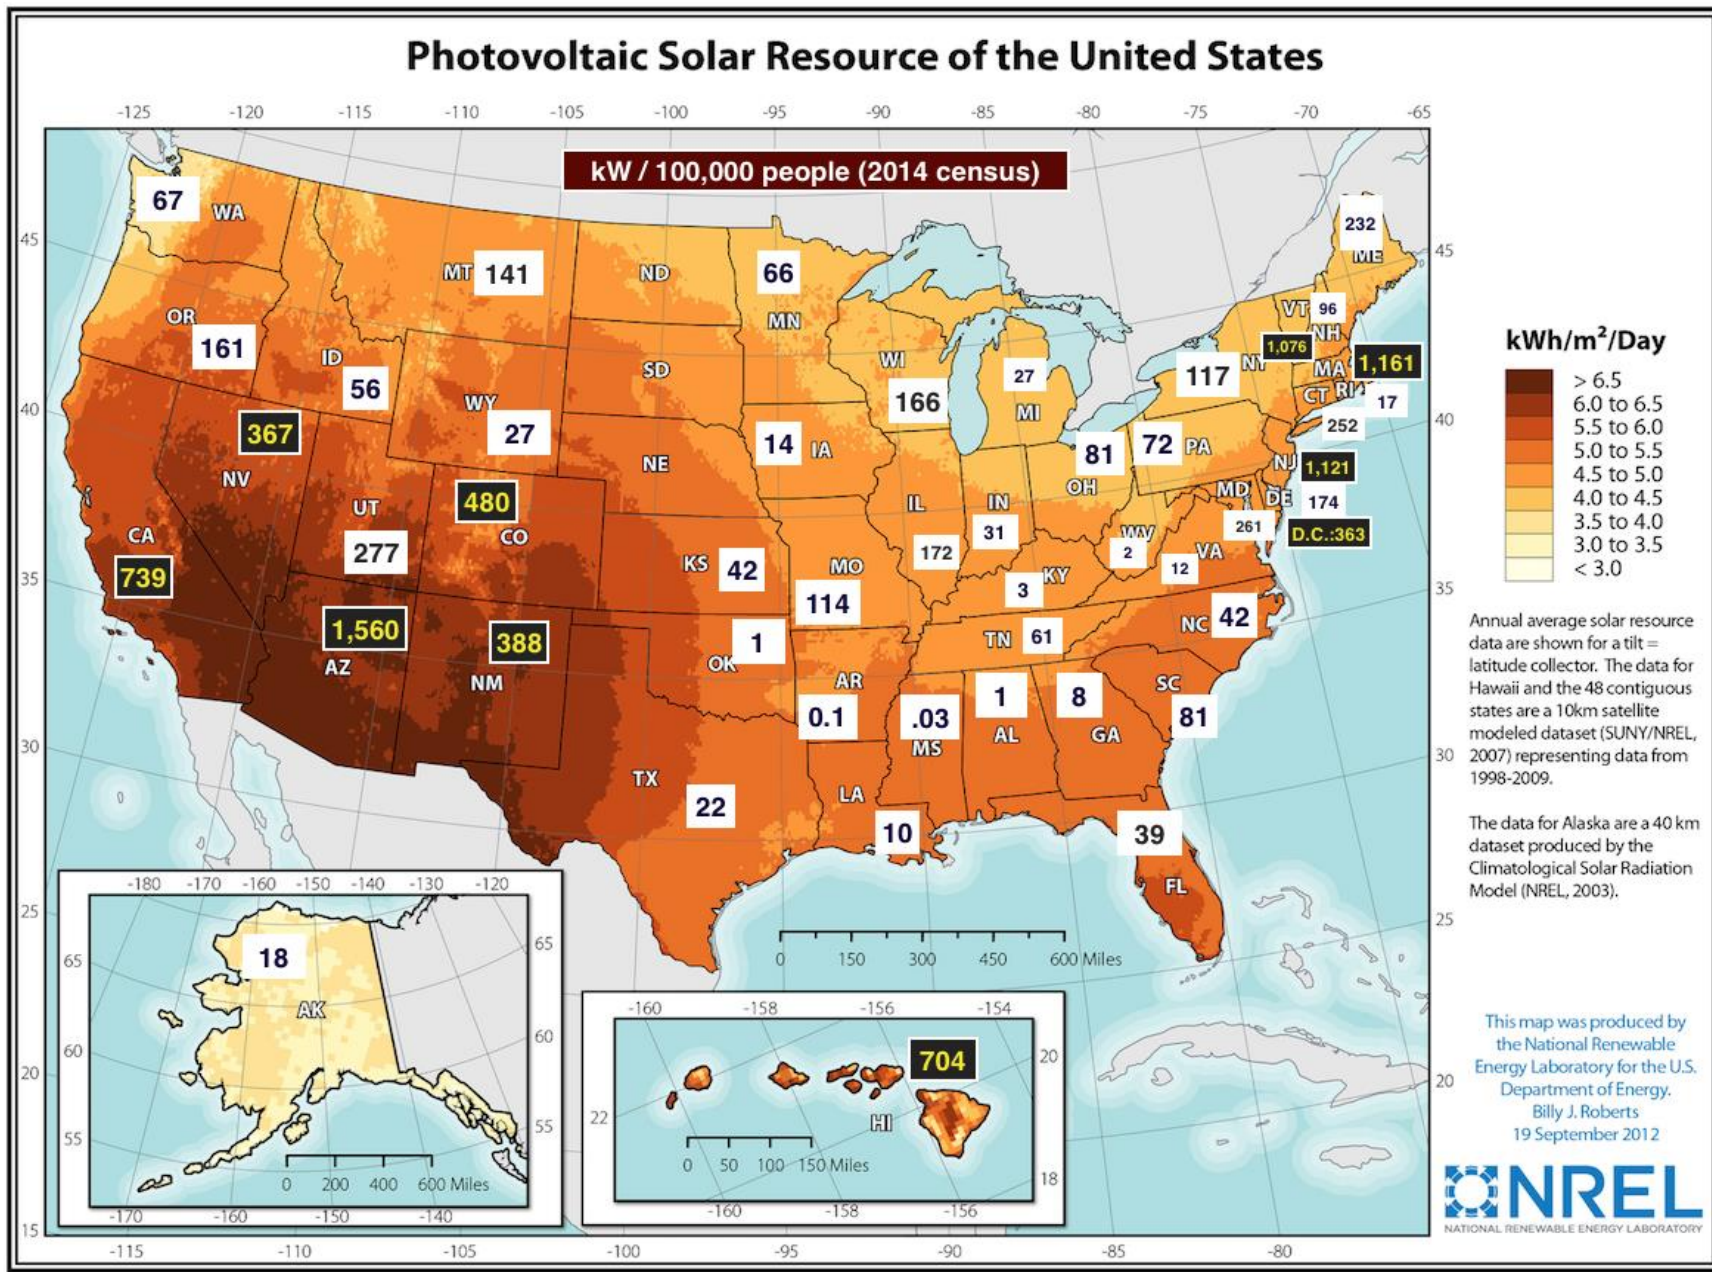 Photovoltaic Solar Resource of the United States
-125 -120 -115 -110 -105 -100 -95 -90 -85 -80 -75 -70 -65
kW / 100,000 people (2014 census)
67
WA
232
ME
45
45
MT 141
ND
66
MN
VT 96
NH
OR
161
ID
56
SD
WI
166
27
MI
117
NY
1,076
MA
1,161
CT RI
17
252
40
40
WY
27
367
NV
NE
14 IA
81
OH
72 PA
NJ 1,121
MD DE 174
261
D.C.:363
UT
277
480
CO
IL
172
IN
31
WV
2
VA
12
CA
739
KS 42
MO
114
KY
3
35
35
1,560
AZ
388
NM
OK 1
AR
0.1
TN 61
NC 42
SC
81
.03
MS
1
AL
8
GA
30
30
TX
22
LA
10
39
FL
25
25
20
20
15
0 150 300 450 600 Miles
-180 -170 -160 -150 -140 -130 -120
65
65
18
AK
60
60
55
55
0 200 400 600 Miles
-170 -160 -150 -140
-160 -158 -156 -154
704
20
22
HI
0 50 100 150 Miles
18
-160 -158 -156
-115 -110 -105 -100 -95 -90 -85 -80
kWh/m²/Day
> 6.5
6.0 to 6.5
5.5 to 6.0
5.0 to 5.5
4.5 to 5.0
4.0 to 4.5
3.5 to 4.0
3.0 to 3.5
< 3.0
Annual average solar resource
data are shown for a tilt =
latitude collector. The data for
Hawaii and the 48 contiguous
states are a 10km satellite
modeled dataset (SUNY/NREL,
2007) representing data from
1998-2009.
The data for Alaska are a 40 km
dataset produced by the
Climatological Solar Radiation
Model (NREL, 2003).
This map was produced by
the National Renewable
Energy Laboratory for the U.S.
Department of Energy.
Billy J. Roberts
19 September 2012
NREL
NATIONAL RENEWABLE ENERGY LABORATORY